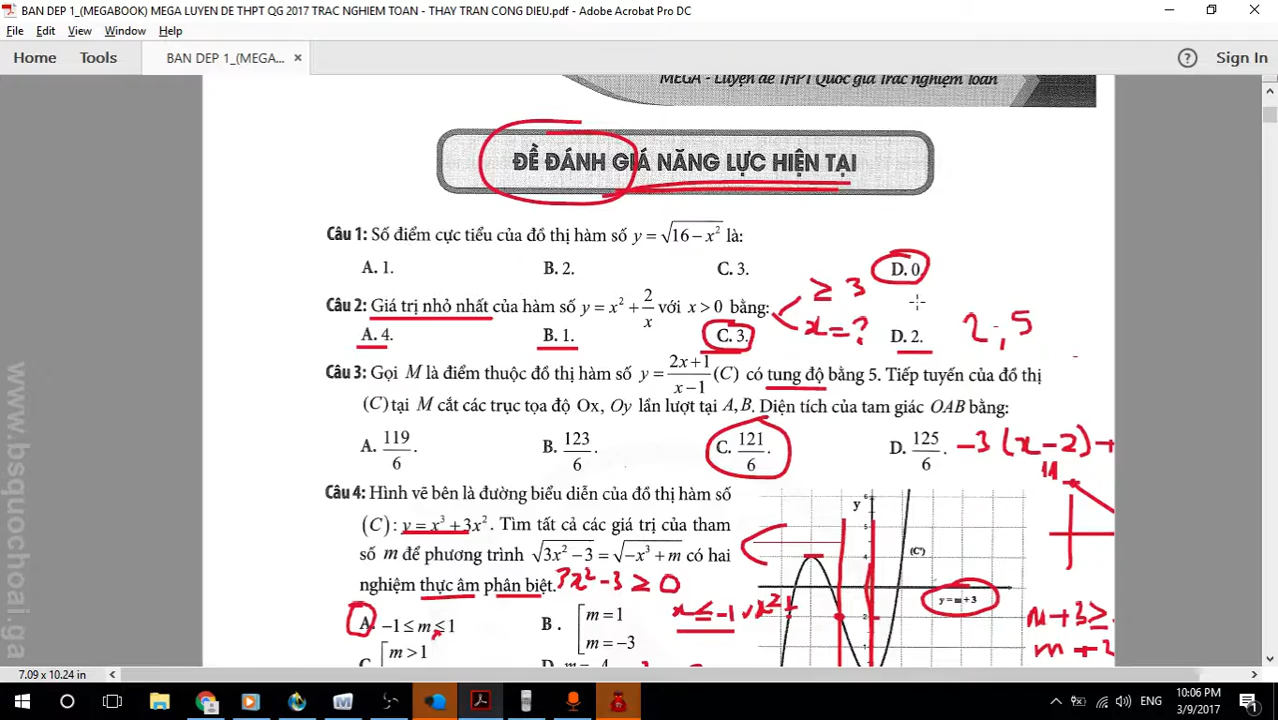 BAN DEP 1_(MEGABOOK) MEGA LUYEN DE THPT QG 2017 TRAC NGHIEM TOAN - THAY TRAN CONG DIEU.pdf - Adobe Acrobat Pro DC
File Edit View Window Help
Home Tools BAN DEP 1_(MEGA... × Sign In
MEGA - Luyện đề THPT Quốc gia Trắc nghiệm Toán
ĐỀ ĐÁNH GIÁ NĂNG LỰC HIỆN TẠI
Câu 1: Số điểm cực tiểu của đồ thị hàm số y = √(16 – x²) là:
A. 1. B. 2. C. 3. D. 0.
≥ 3
Câu 2: Giá trị nhỏ nhất của hàm số y = x² + 2/x với x > 0 bằng:
x = ?
A. 4. B. 1. C. 3. D. 2. 2,5
Câu 3: Gọi M là điểm thuộc đồ thị hàm số y = (2x+1)/(x–1) (C) có tung độ bằng 5. Tiếp tuyến của đồ thị
(C) tại M cắt các trục tọa độ Ox, Oy lần lượt tại A, B. Diện tích của tam giác OAB bằng:
A. 119/6. B. 123/6. C. 121/6. D. 125/6. -3(x-2)+
11
Câu 4: Hình vẽ bên là đường biểu diễn của đồ thị hàm số
(C): y = x³ + 3x². Tìm tất cả các giá trị của tham
số m để phương trình √(3x² – 3) = √(–x³ + m) có hai
nghiệm thực âm phân biệt. 3x²-3 ≥ 0
y
(C)
y = m + 3
x ≤ -1
m+3 ≥
A. –1 ≤ m ≤ 1 B. [m = 1
m = –3
C. [m > 1
www.bsquochoai.ga
7.09 x 10.24 in
ENG
10:06 PM
3/9/2017